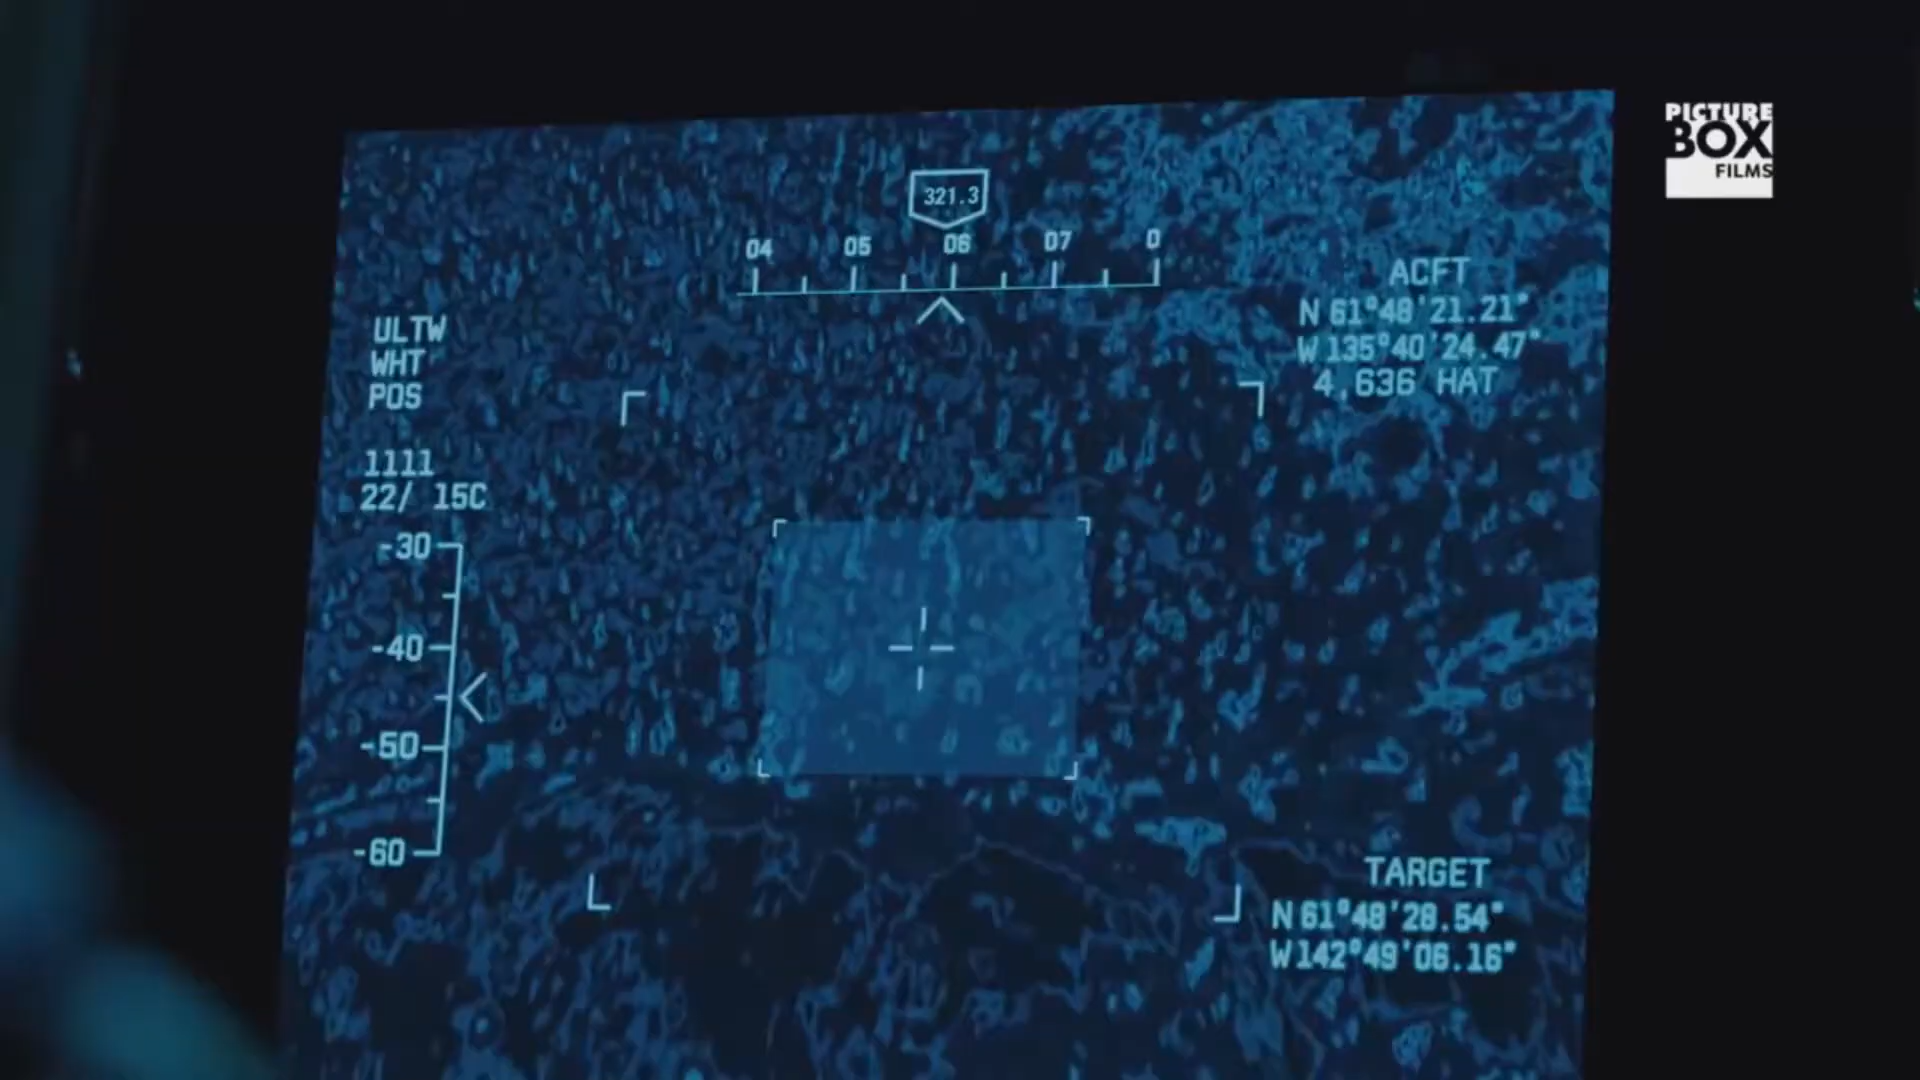 PICTURE
BOX
FILMS
321.3
04 05 06 07 0
ACFT
N 61°48'21.21"
W 135°40'24.47"
4,636 HAT
ULTW
WHT
POS
1111
22/ 15C
-30
-40
-50
-60
TARGET
N 61°48'28.54"
W 142°49'06.16"